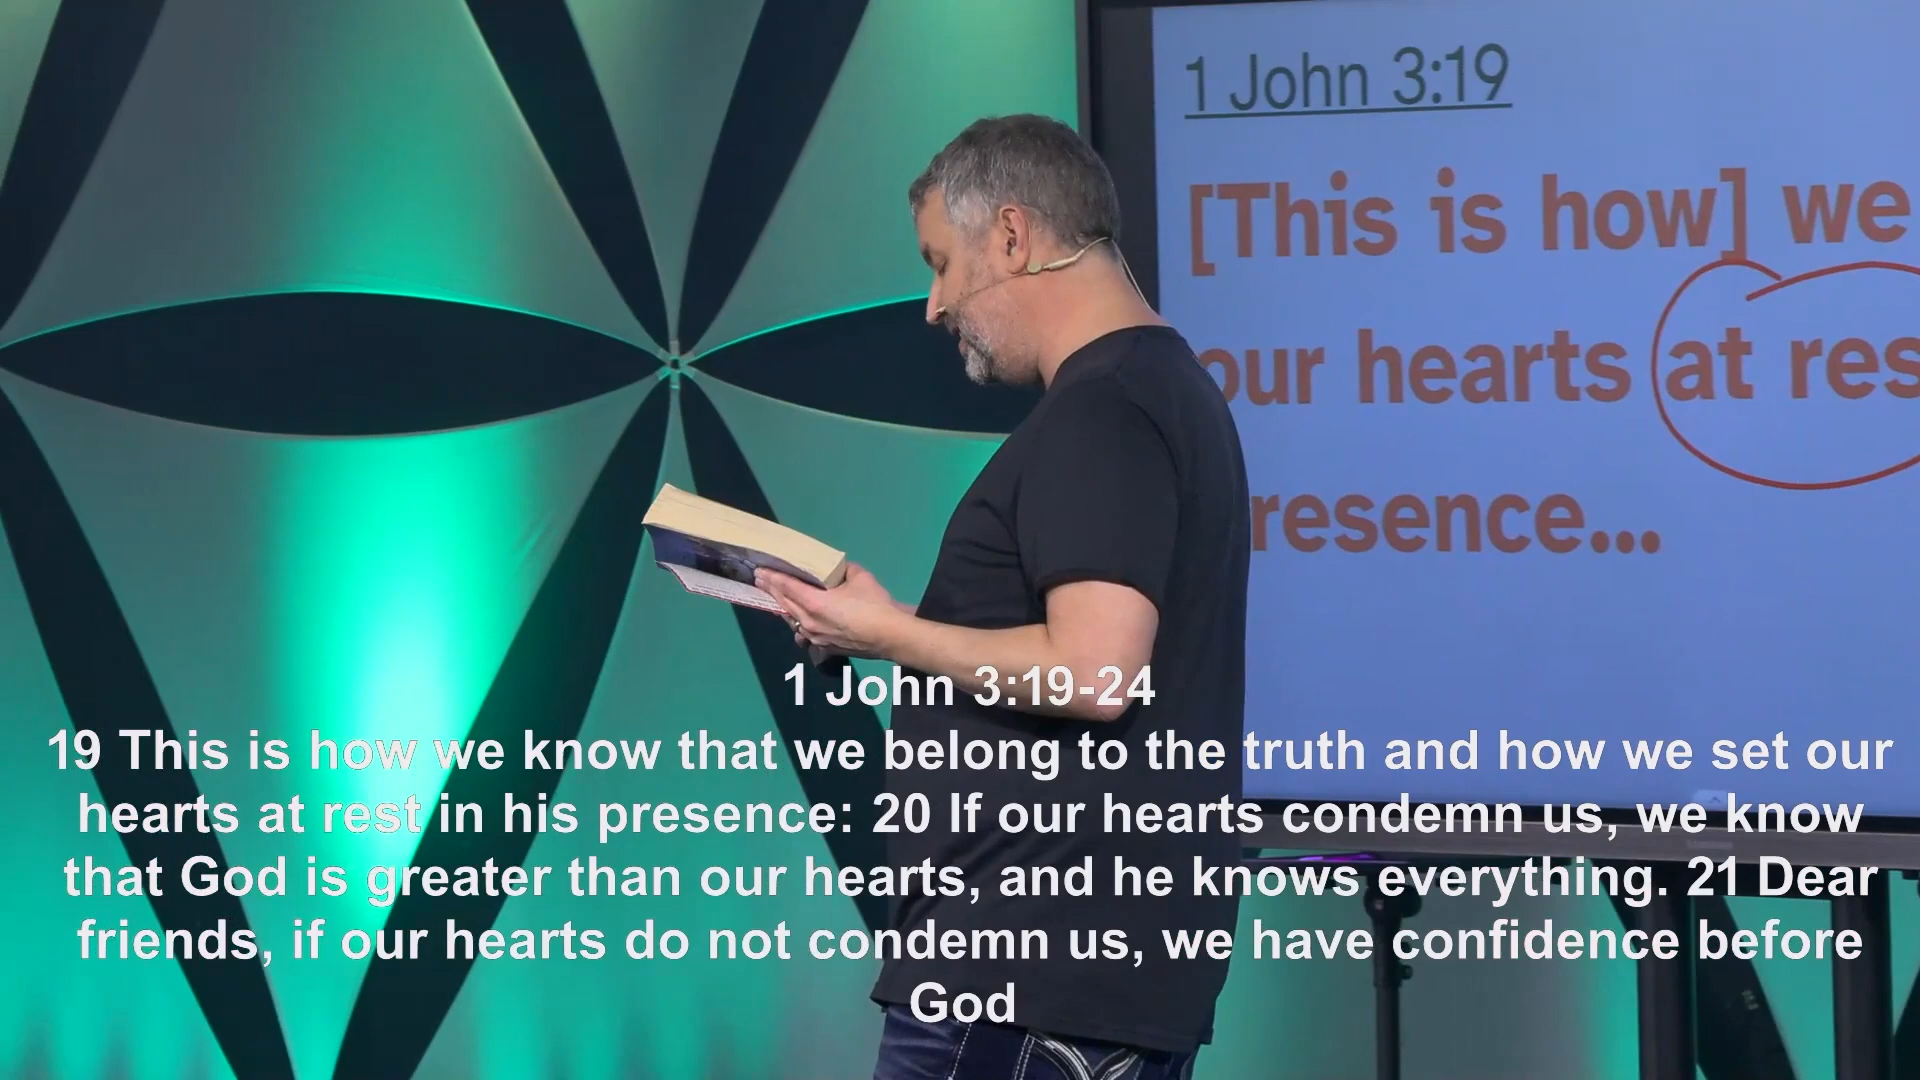 1 John 3:19
[This is how] we
our hearts at res
resence...
1 John 3:19-24
19 This is how we know that we belong to the truth and how we set our
hearts at rest in his presence: 20 If our hearts condemn us, we know
that God is greater than our hearts, and he knows everything. 21 Dear
friends, if our hearts do not condemn us, we have confidence before
God